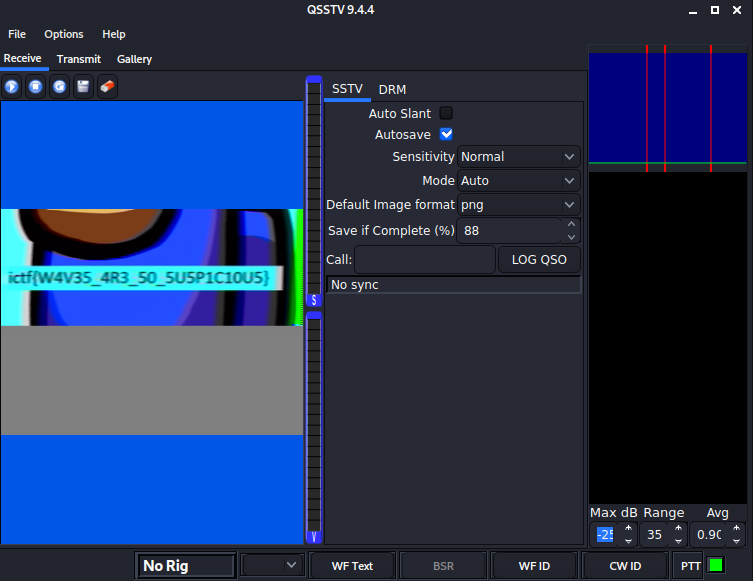 QSSTV 9.4.4
File Options Help
Receive Transmit Gallery
SSTV DRM
Auto Slant
Autosave
Sensitivity Normal
Mode Auto
Default Image format png
Save if Complete (%) 88
Call: LOG QSO
No sync
ictf{W4V35_4R3_50_5U5P1C10U5}
S
V
Max dB Range Avg
-25 35 0.90
No Rig WF Text BSR WF ID CW ID PTT